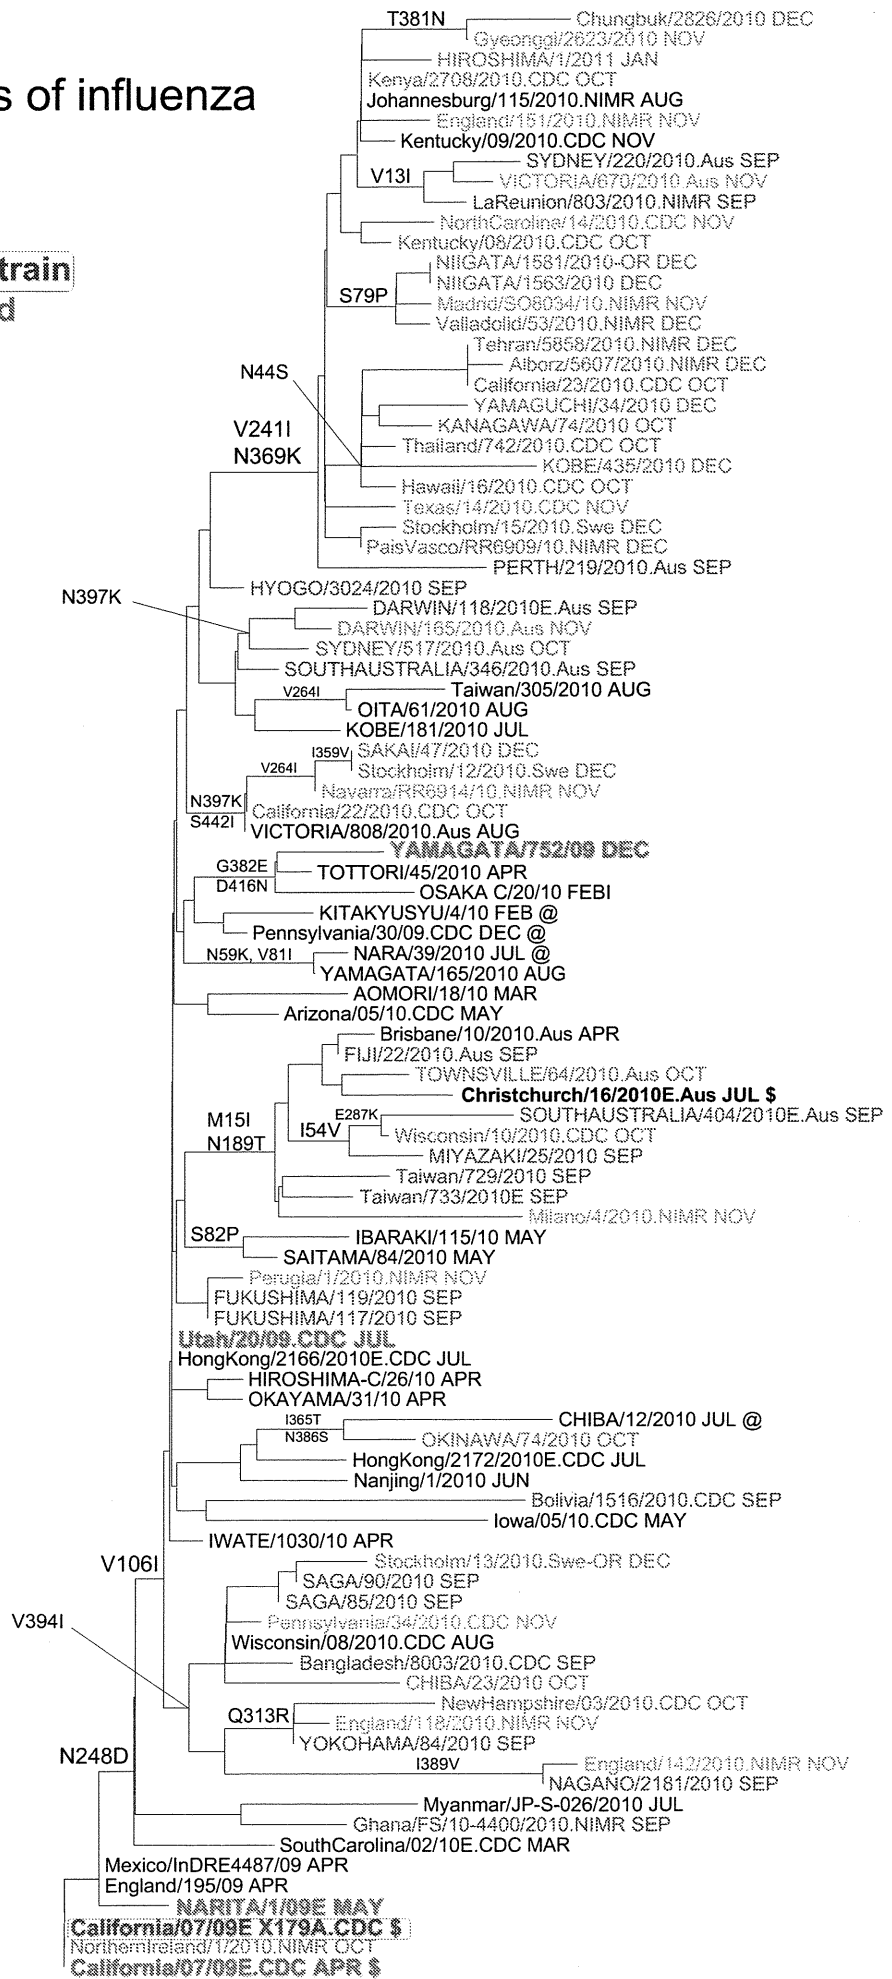 T381N
Chungbuk/2826/2010 DEC
Gyeonggi/2623/2010 NOV
HIROSHIMA/1/2011 JAN
Kenya/2708/2010.CDC OCT
s of influenza
Johannesburg/115/2010.NIMR AUG
England/151/2010.NIMR NOV
Kentucky/09/2010.CDC NOV
SYDNEY/220/2010.Aus SEP
V13I
VICTORIA/670/2010.Aus NOV
LaReunion/803/2010.NIMR SEP
NorthCarolina/14/2010.CDC NOV
Kentucky/08/2010.CDC OCT
train
NIIGATA/1581/2010-OR DEC
NIIGATA/1563/2010 DEC
S79P
d
Madrid/SO8034/10.NIMR NOV
Valladolid/53/2010.NIMR DEC
Tehran/5858/2010.NIMR DEC
Alborz/5607/2010.NIMR DEC
N44S
California/23/2010.CDC OCT
YAMAGUCHI/34/2010 DEC
V241I
KANAGAWA/74/2010 OCT
Thailand/742/2010.CDC OCT
N369K
KOBE/435/2010 DEC
Hawaii/16/2010.CDC OCT
Texas/14/2010.CDC NOV
Stockholm/15/2010.Swe DEC
PaisVasco/RR6909/10.NIMR DEC
PERTH/219/2010.Aus SEP
HYOGO/3024/2010 SEP
N397K
DARWIN/118/2010E.Aus SEP
DARWIN/165/2010.Aus NOV
SYDNEY/517/2010.Aus OCT
SOUTHAUSTRALIA/346/2010.Aus SEP
V264I
Taiwan/305/2010 AUG
OITA/61/2010 AUG
KOBE/181/2010 JUL
I359V
SAKAI/47/2010 DEC
V264I
Stockholm/12/2010.Swe DEC
Navarra/RR6914/10.NIMR NOV
N397K
California/22/2010.CDC OCT
S442I
VICTORIA/808/2010.Aus AUG
YAMAGATA/752/09 DEC
G382E
TOTTORI/45/2010 APR
D416N
OSAKA C/20/10 FEBI
KITAKYUSYU/4/10 FEB @
Pennsylvania/30/09.CDC DEC @
N59K, V81I
NARA/39/2010 JUL @
YAMAGATA/165/2010 AUG
AOMORI/18/10 MAR
Arizona/05/10.CDC MAY
Brisbane/10/2010.Aus APR
FIJI/22/2010.Aus SEP
TOWNSVILLE/64/2010.Aus OCT
Christchurch/16/2010E.Aus JUL $
M15I
E287K
SOUTHAUSTRALIA/404/2010E.Aus SEP
I54V
Wisconsin/10/2010.CDC OCT
N189T
MIYAZAKI/25/2010 SEP
Taiwan/729/2010 SEP
Taiwan/733/2010E SEP
Milano/4/2010.NIMR NOV
S82P
IBARAKI/115/10 MAY
SAITAMA/84/2010 MAY
Perugia/1/2010.NIMR NOV
FUKUSHIMA/119/2010 SEP
FUKUSHIMA/117/2010 SEP
Utah/20/09.CDC JUL
HongKong/2166/2010E.CDC JUL
HIROSHIMA-C/26/10 APR
OKAYAMA/31/10 APR
I365T
CHIBA/12/2010 JUL @
N386S
OKINAWA/74/2010 OCT
HongKong/2172/2010E.CDC JUL
Nanjing/1/2010 JUN
Bolivia/1516/2010.CDC SEP
Iowa/05/10.CDC MAY
IWATE/1030/10 APR
V106I
Stockholm/13/2010.Swe-OR DEC
SAGA/90/2010 SEP
SAGA/85/2010 SEP
V394I
Pennsylvania/34/2010.CDC NOV
Wisconsin/08/2010.CDC AUG
Bangladesh/8003/2010.CDC SEP
CHIBA/23/2010 OCT
NewHampshire/03/2010.CDC OCT
Q313R
England/118/2010.NIMR NOV
YOKOHAMA/84/2010 SEP
N248D
I389V
England/142/2010.NIMR NOV
NAGANO/2181/2010 SEP
Myanmar/JP-S-026/2010 JUL
Ghana/FS/10-4400/2010.NIMR SEP
SouthCarolina/02/10E.CDC MAR
Mexico/InDRE4487/09 APR
England/195/09 APR
NARITA/1/09E MAY
California/07/09E X179A.CDC $
NorthernIreland/1/2010.NIMR OCT
California/07/09E.CDC APR $